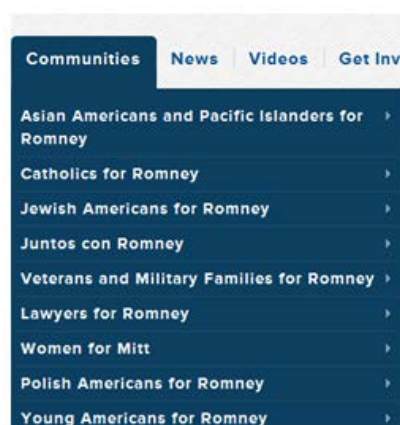 Communities News Videos Get Inv
Asian Americans and Pacific Islanders for
Romney
Catholics for Romney
Jewish Americans for Romney
Juntos con Romney
Veterans and Military Families for Romney
Lawyers for Romney
Women for Mitt
Polish Americans for Romney
Young Americans for Romney